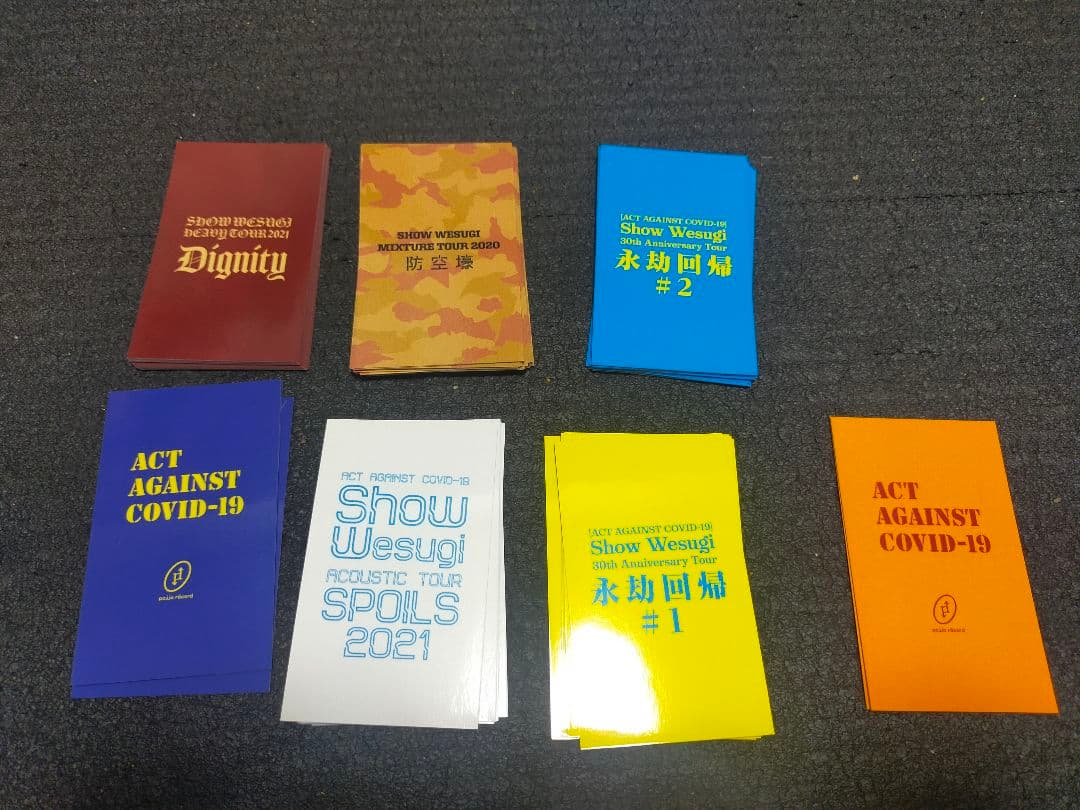 SHOW WESUGI
HEAVY TOUR 2021
Dignity
SHOW WESUGI
MIXTURE TOUR 2020
防空壕
[ACT AGAINST COVID-19]
Show Wesugi
30th Anniversary Tour
永劫回帰
#2
ACT
AGAINST
COVID-19
ACT AGAINST COVID-19
Show
Wesugi
ACOUSTIC TOUR
SPOILS
2021
[ACT AGAINST COVID-19]
Show Wesugi
30th Anniversary Tour
永劫回帰
#1
ACT
AGAINST
COVID-19